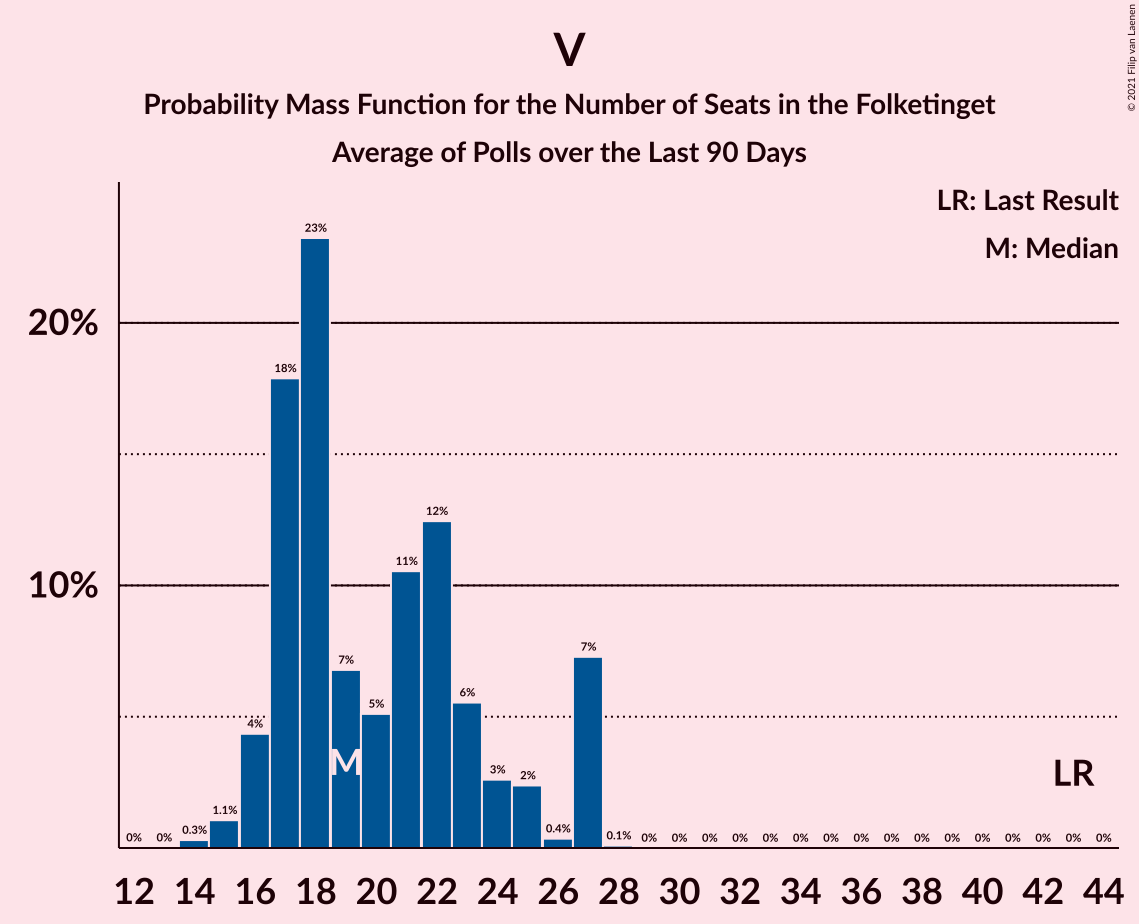 V
Probability Mass Function for the Number of Seats in the Folketinget
Average of Polls over the Last 90 Days
© 2021 Filip van Laenen
LR: Last Result
M: Median
20%
10%
0% 0% 0.3% 1.1% 4% 18% 23% 7% 5% 11% 12% 6% 3% 2% 0.4% 7% 0.1% 0% 0% 0% 0% 0% 0% 0% 0% 0% 0% 0% 0% 0% 0% 0% 0%
M
LR
12 14 16 18 20 22 24 26 28 30 32 34 36 38 40 42 44